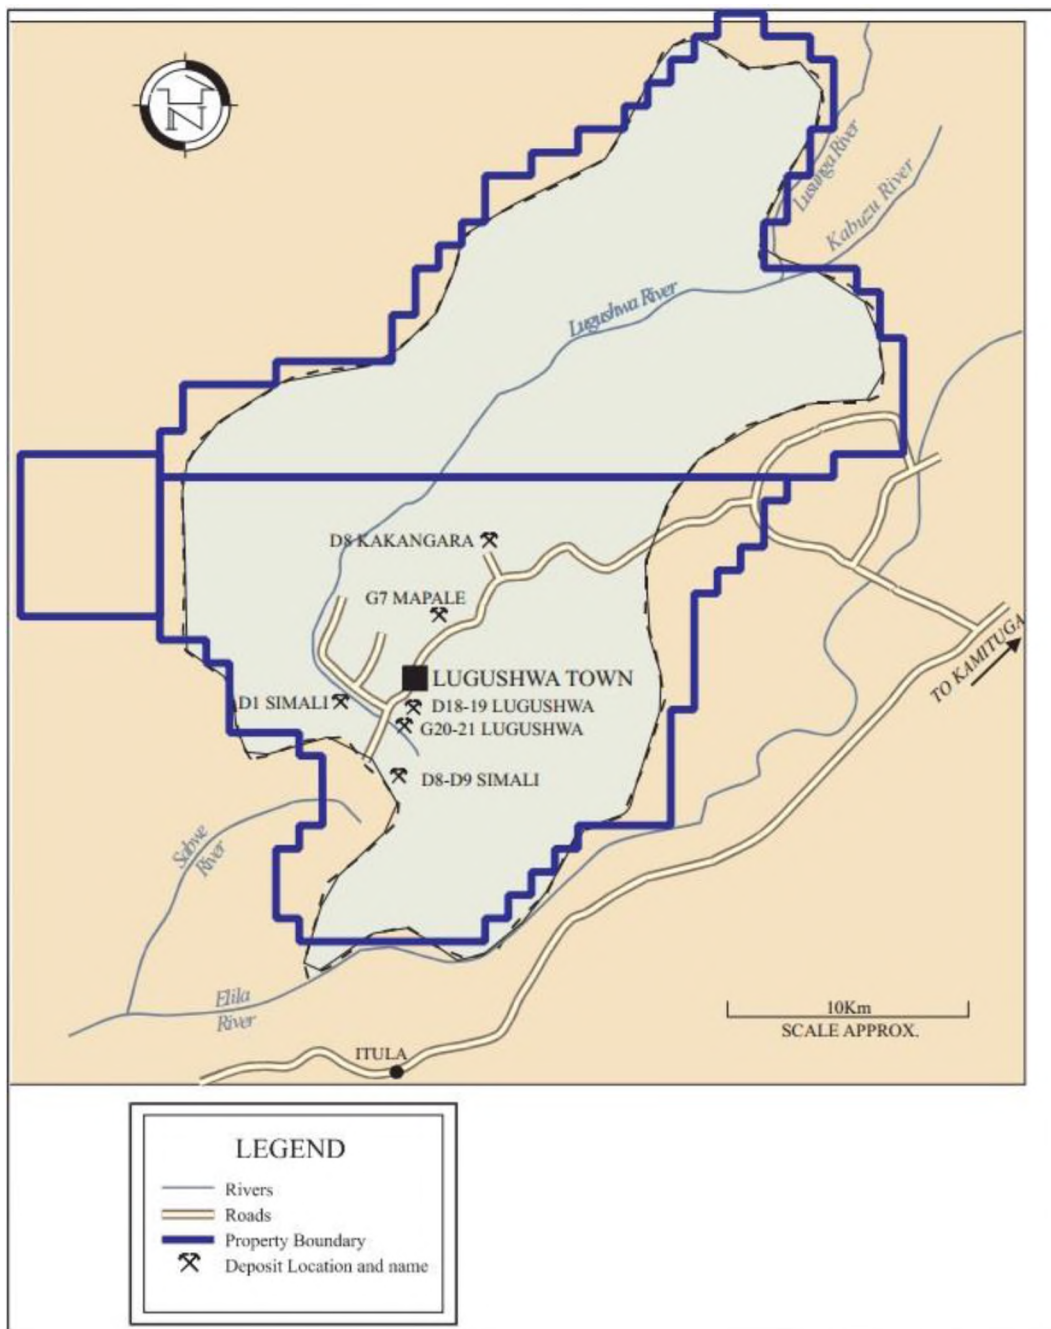 N
Lusunga River
Kabuzu River
Lugushwa River
D8 KAKANGARA
G7 MAPALE
LUGUSHWA TOWN
D1 SIMALI
D18-19 LUGUSHWA
G20-21 LUGUSHWA
D8-D9 SIMALI
TO KAMITUGA
Sabwe
River
Elila
River
10Km
SCALE APPROX.
ITULA
LEGEND
Rivers
Roads
Property Boundary
Deposit Location and name